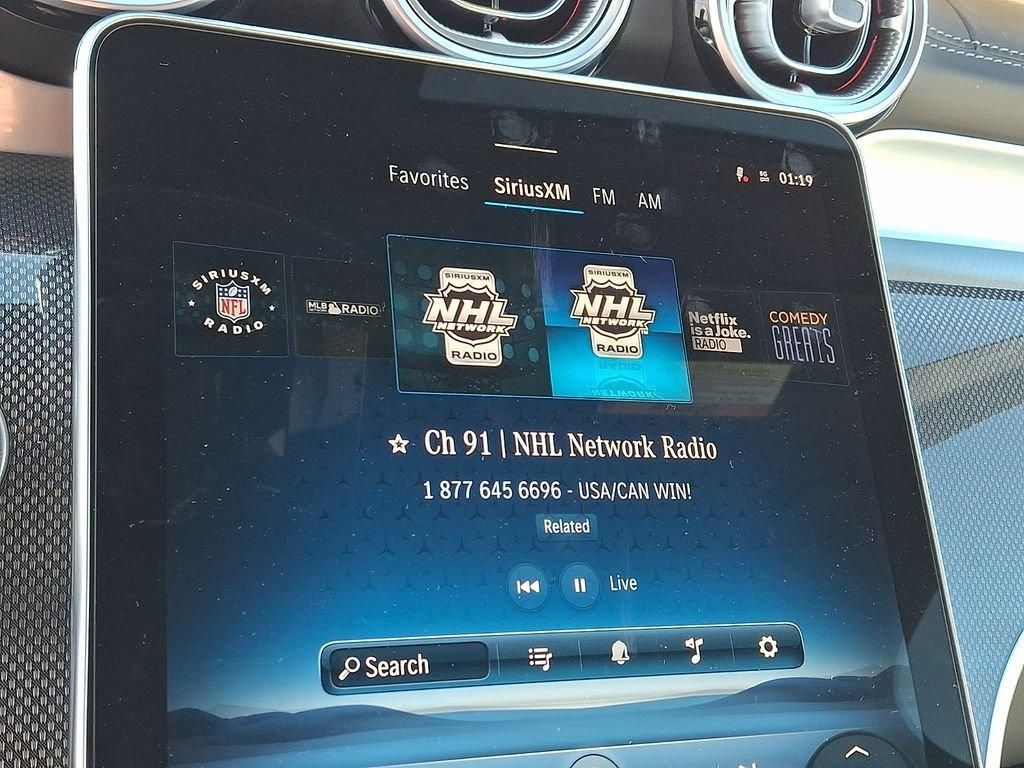 Favorites SiriusXM FM AM
5G 01:19
SIRIUSXM
NFL
RADIO
MLB RADIO
SIRIUSXM
NHL
NETWORK
RADIO
SIRIUSXM
NHL
NETWORK
RADIO
Netflix
is a Joke.
RADIO
COMEDY
GREATS
Ch 91 | NHL Network Radio
1 877 645 6696 - USA/CAN WIN!
Related
Live
Search